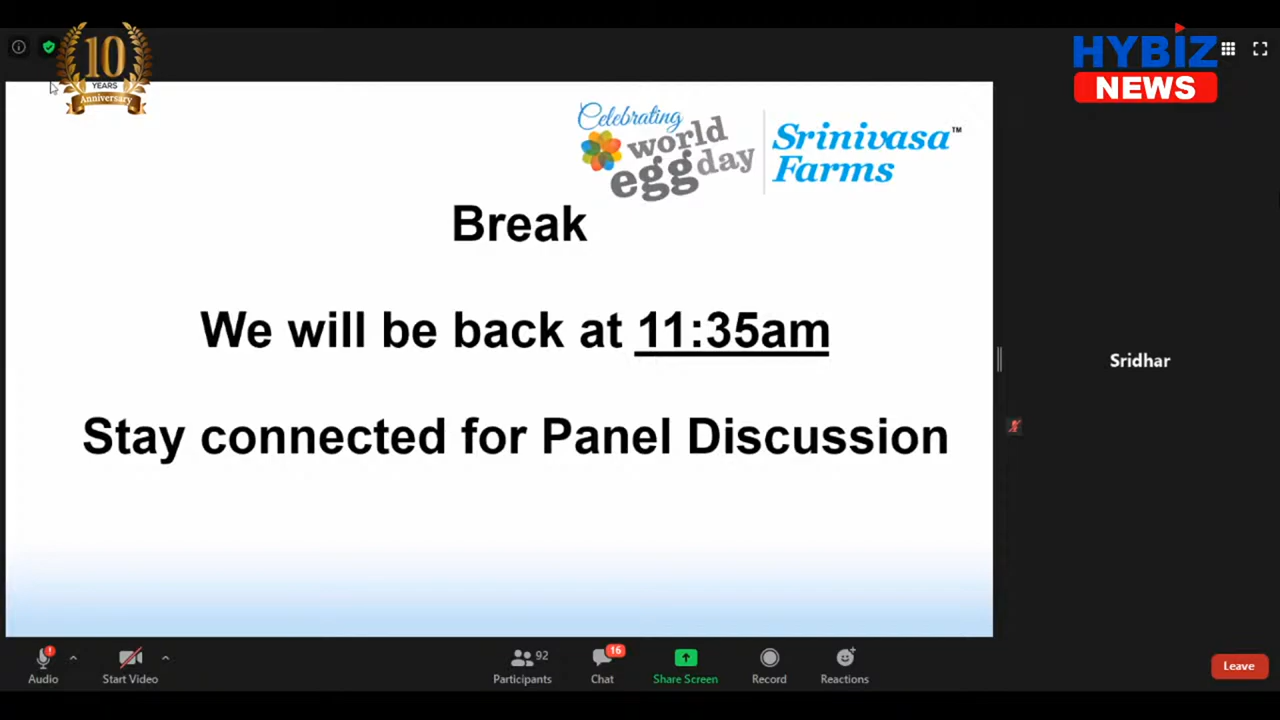 10
YEARS
Anniversary
HYBIZ
NEWS
Celebrating
world
egg day
Srinivasa™
Farms
Break
We will be back at 11:35am
Stay connected for Panel Discussion
Sridhar
Audio
Start Video
92
Participants
16
Chat
Share Screen
Record
Reactions
Leave